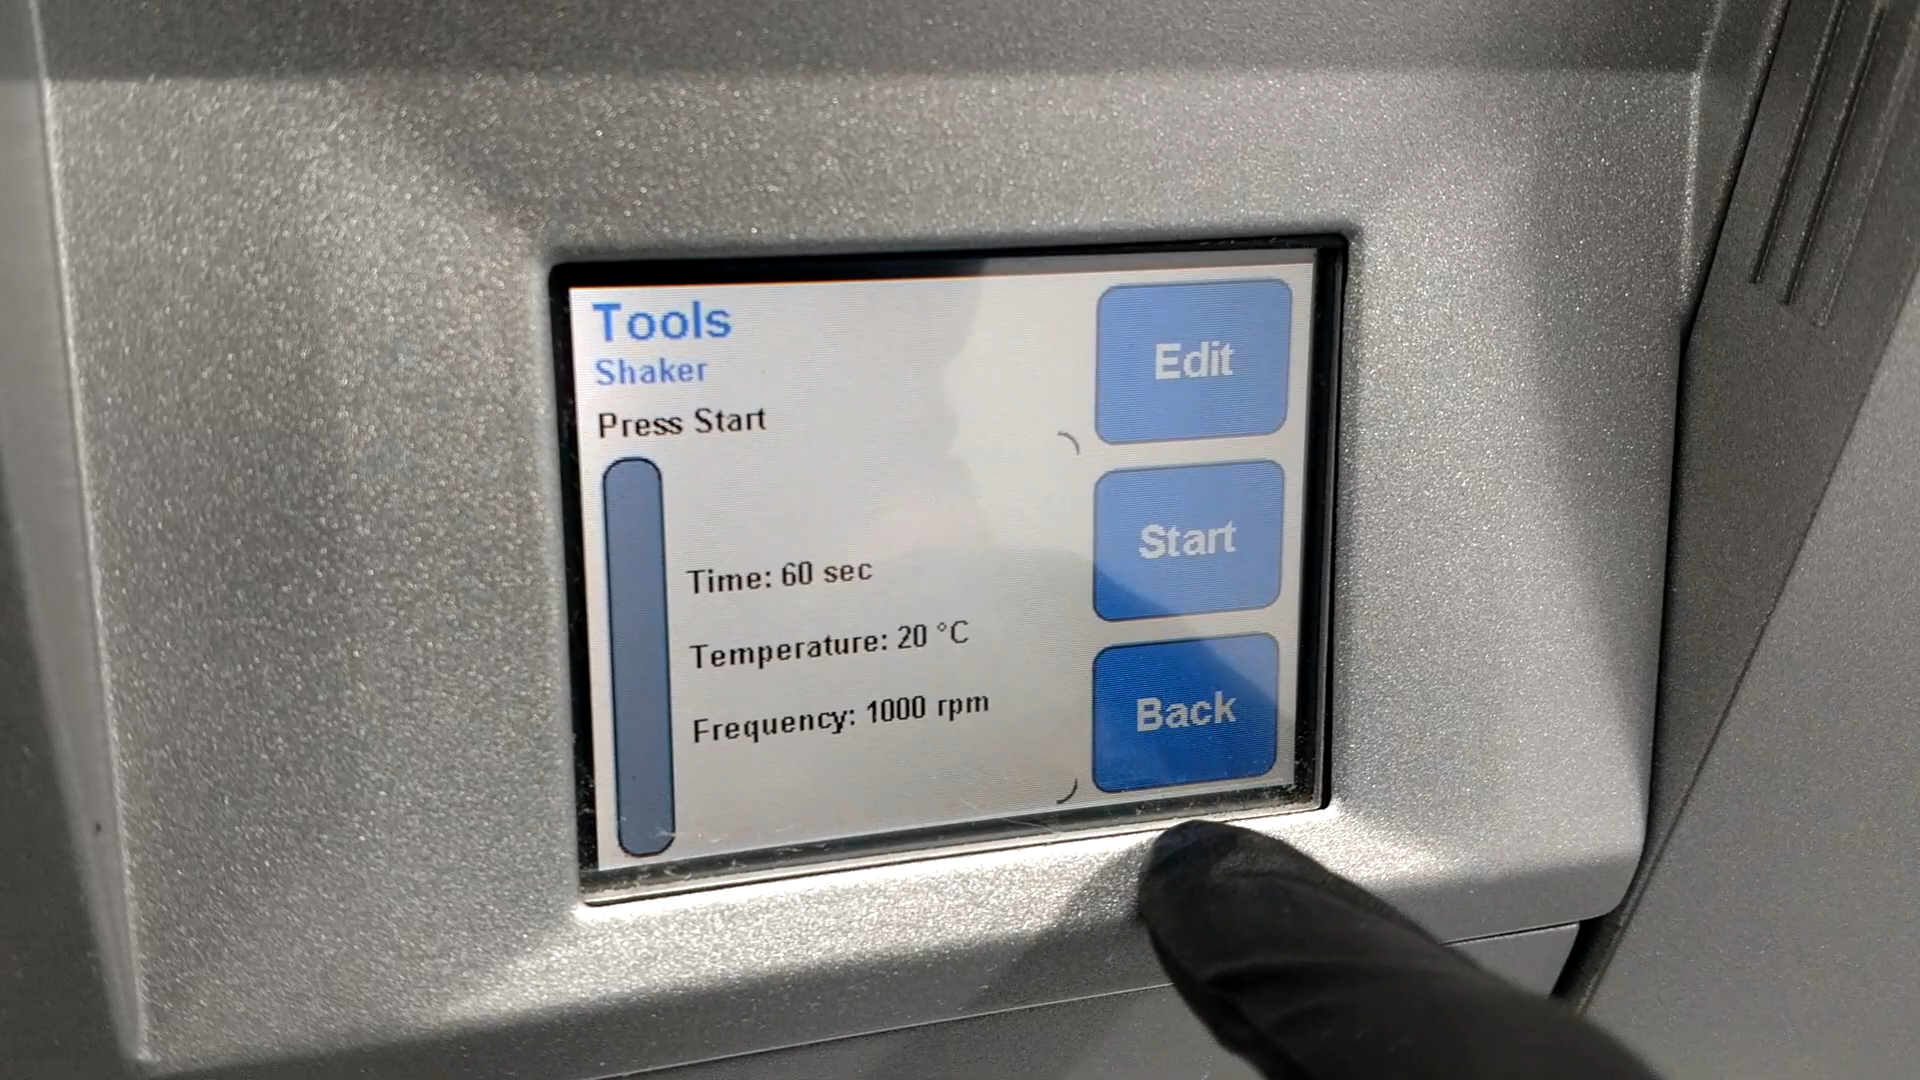 Tools
Shaker
Press Start
Time: 60 sec
Temperature: 20 °C
Frequency: 1000 rpm
Edit
Start
Back